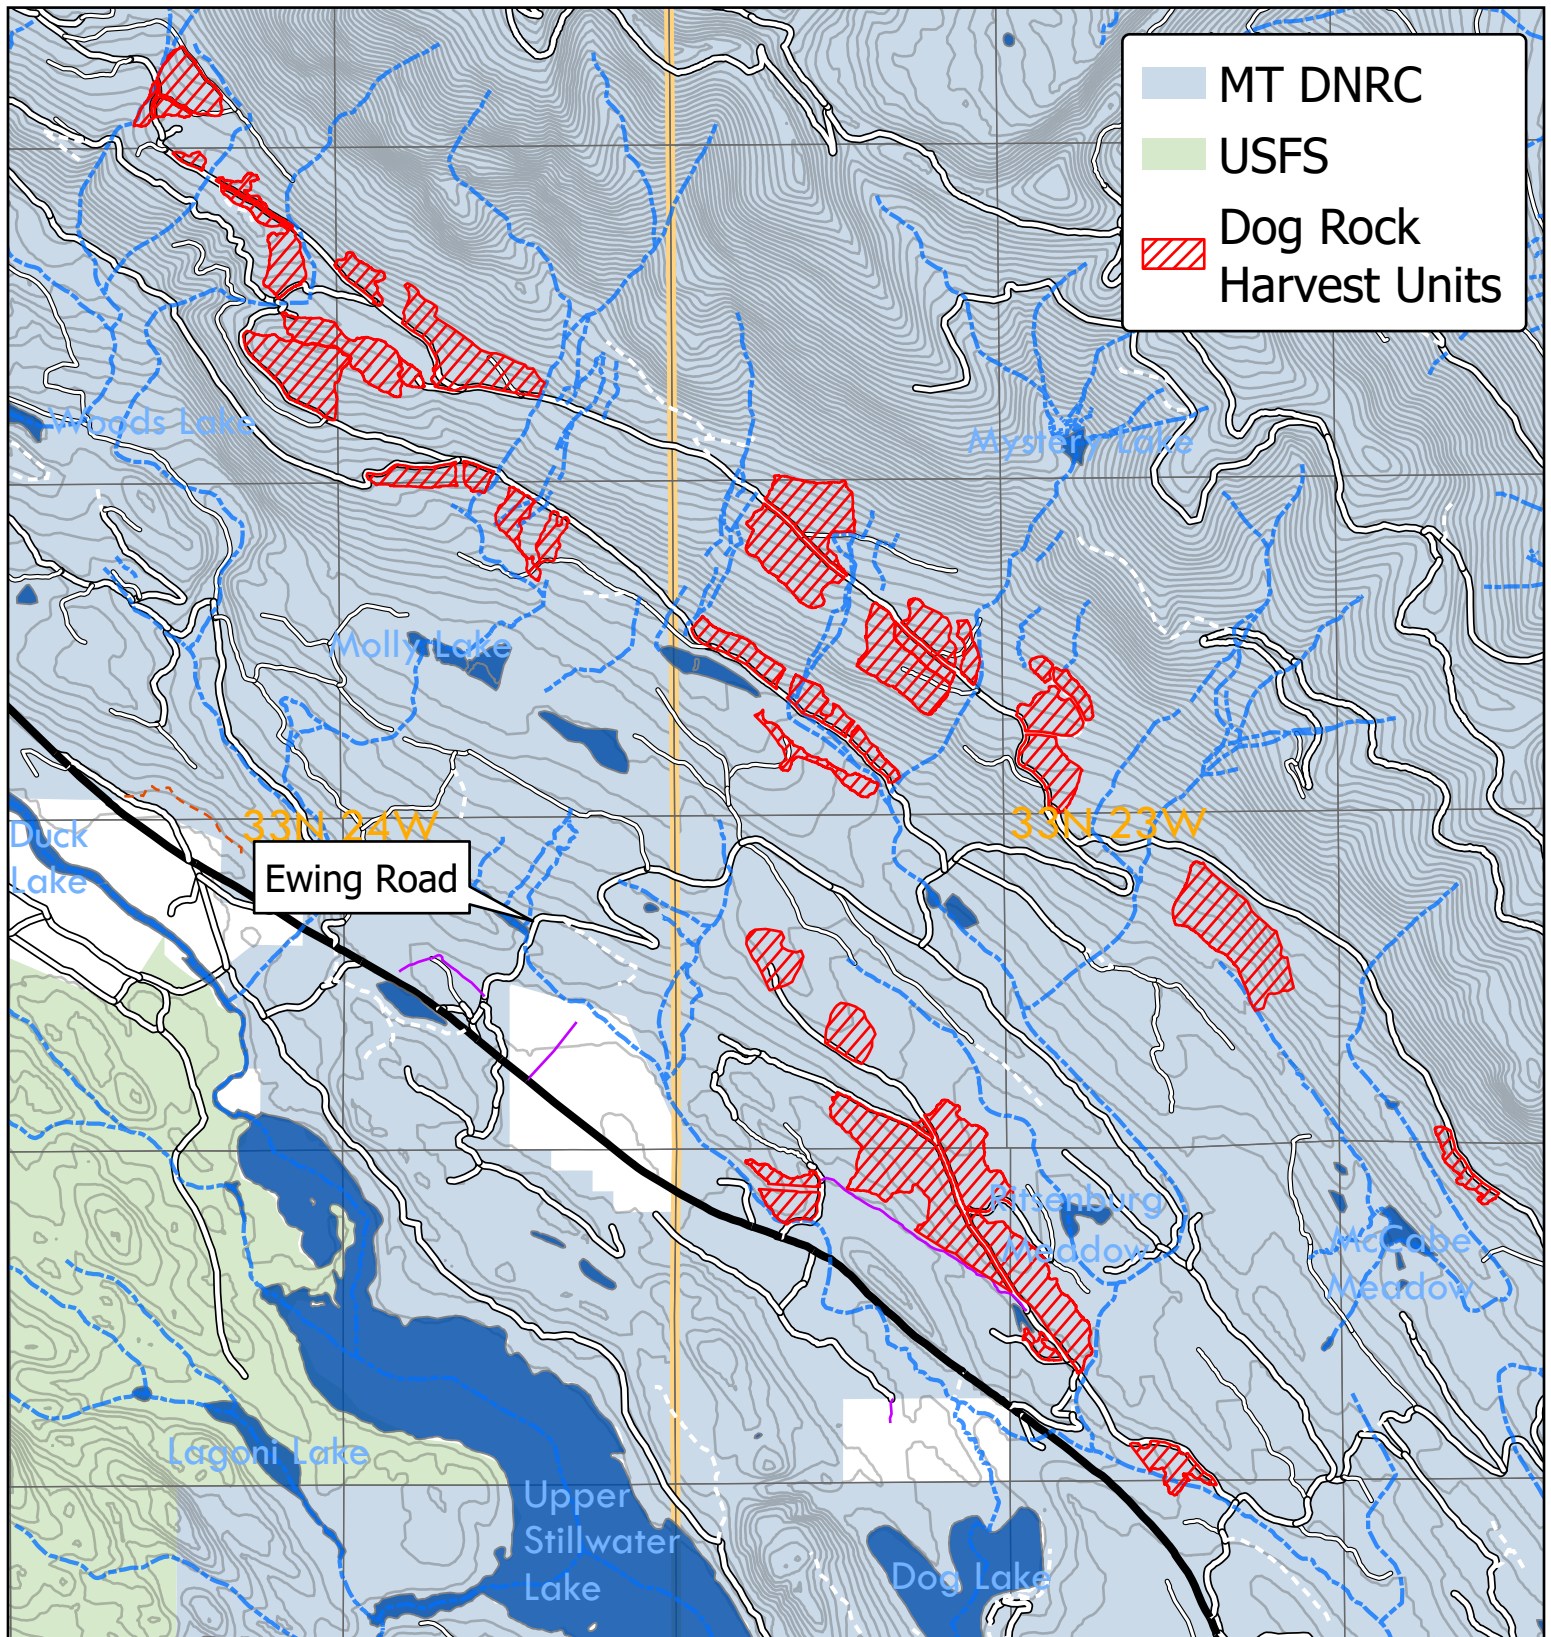 MT DNRC
USFS
Dog Rock
Harvest Units
Woods Lake
Mystery Lake
Molly Lake
33N 24W
33N 23W
Duck
Lake
Ewing Road
Ritsenburg
Meadow
McCabe
Meadow
Lagoni Lake
Upper
Stillwater
Lake
Dog Lake